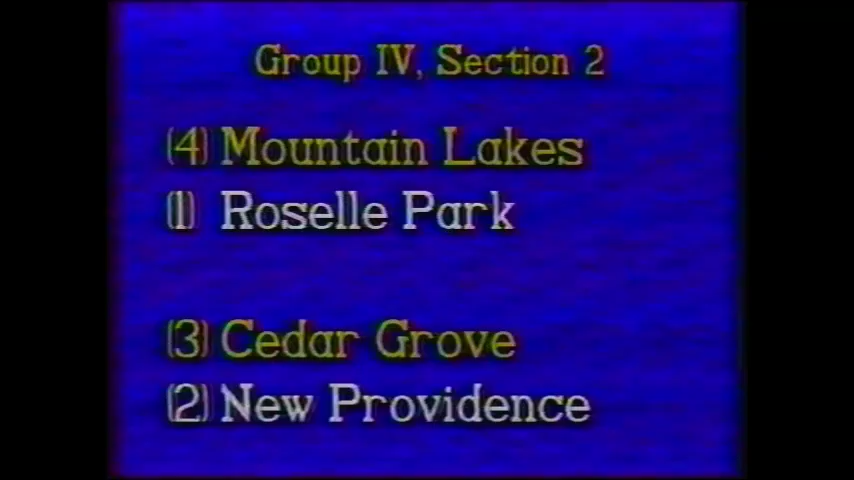 Group IV, Section 2
(4) Mountain Lakes
(1) Roselle Park
(3) Cedar Grove
(2) New Providence